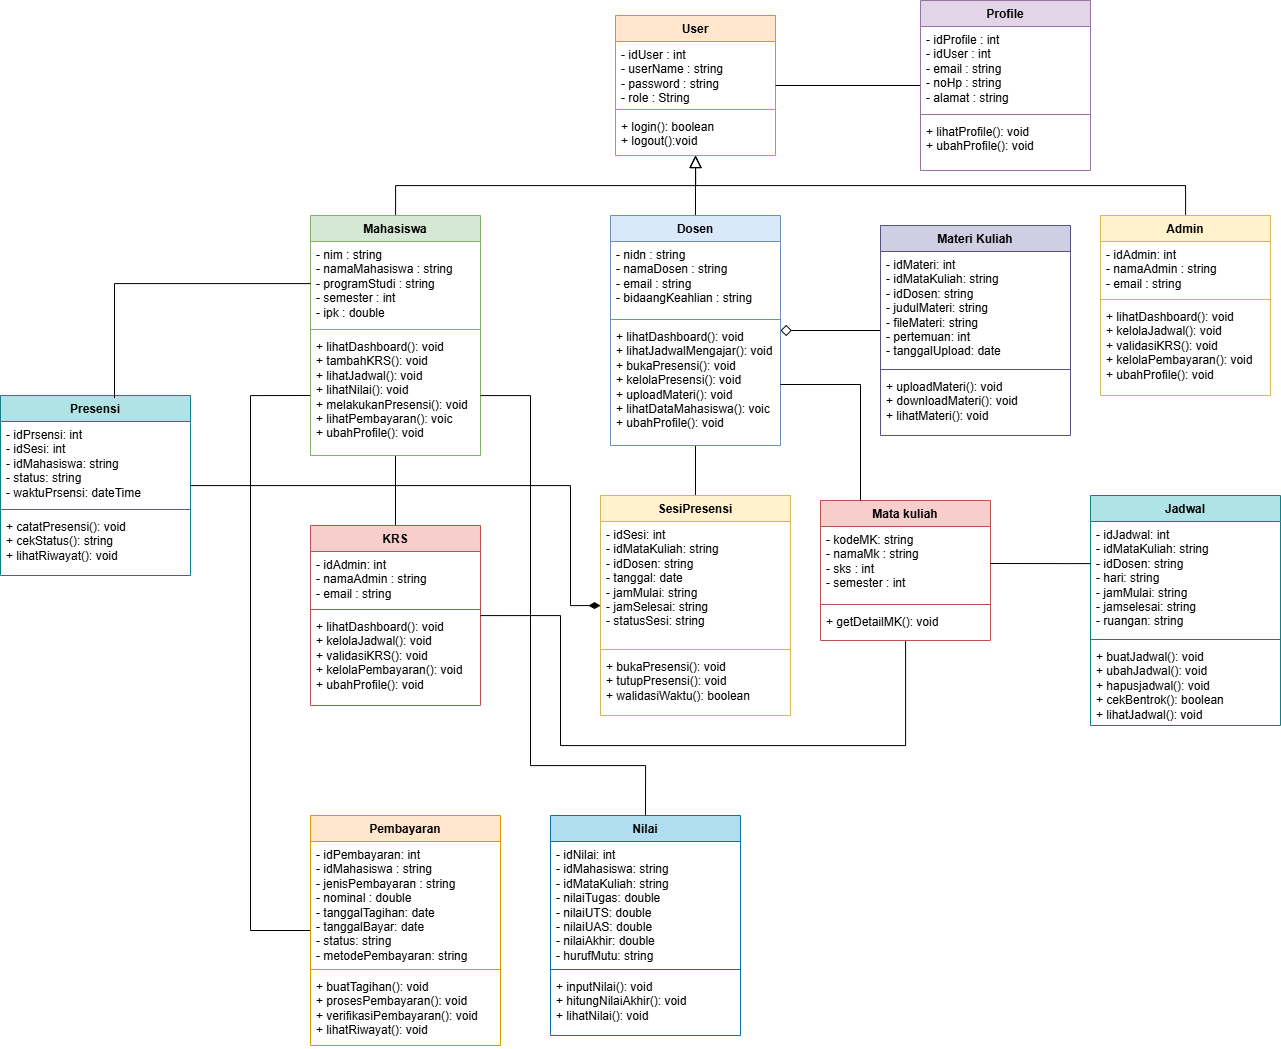 User
- idUser : int
- userName : string
- password : string
- role : String
+ login(): boolean
+ logout():void
Profile
- idProfile : int
- idUser : int
- email : string
- noHp : string
- alamat : string
+ lihatProfile(): void
+ ubahProfile(): void
Mahasiswa
- nim : string
- namaMahasiswa : string
- programStudi : string
- semester : int
- ipk : double
+ lihatDashboard(): void
+ tambahKRS(): void
+ lihatJadwal(): void
+ lihatNilai(): void
+ melakukanPresensi(): void
+ lihatPembayaran(): voic
+ ubahProfile(): void
Dosen
- nidn : string
- namaDosen : string
- email : string
- bidaangKeahlian : string
+ lihatDashboard(): void
+ lihatJadwalMengajar(): void
+ bukaPresensi(): void
+ kelolaPresensi(): void
+ uploadMateri(): void
+ lihatDataMahasiswa(): voic
+ ubahProfile(): void
Materi Kuliah
- idMateri: int
- idMataKuliah: string
- idDosen: string
- judulMateri: string
- fileMateri: string
- pertemuan: int
- tanggalUpload: date
+ uploadMateri(): void
+ downloadMateri(): void
+ lihatMateri(): void
Admin
- idAdmin: int
- namaAdmin : string
- email : string
+ lihatDashboard(): void
+ kelolaJadwal(): void
+ validasiKRS(): void
+ kelolaPembayaran(): void
+ ubahProfile(): void
Presensi
- idPrsensi: int
- idSesi: int
- idMahasiswa: string
- status: string
- waktuPrsensi: dateTime
+ catatPresensi(): void
+ cekStatus(): string
+ lihatRiwayat(): void
KRS
- idAdmin: int
- namaAdmin : string
- email : string
+ lihatDashboard(): void
+ kelolaJadwal(): void
+ validasiKRS(): void
+ kelolaPembayaran(): void
+ ubahProfile(): void
SesiPresensi
- idSesi: int
- idMataKuliah: string
- idDosen: string
- tanggal: date
- jamMulai: string
- jamSelesai: string
- statusSesi: string
+ bukaPresensi(): void
+ tutupPresensi(): void
+ walidasiWaktu(): boolean
Mata kuliah
- kodeMK: string
- namaMk : string
- sks : int
- semester : int
+ getDetailMK(): void
Jadwal
- idJadwal: int
- idMataKuliah: string
- idDosen: string
- hari: string
- jamMulai: string
- jamselesai: string
- ruangan: string
+ buatJadwal(): void
+ ubahJadwal(): void
+ hapusjadwal(): void
+ cekBentrok(): boolean
+ lihatJadwal(): void
Pembayaran
- idPembayaran: int
- idMahasiswa : string
- jenisPembayaran : string
- nominal : double
- tanggalTagihan: date
- tanggalBayar: date
- status: string
- metodePembayaran: string
+ buatTagihan(): void
+ prosesPembayaran(): void
+ verifikasiPembayaran(): void
+ lihatRiwayat(): void
Nilai
- idNilai: int
- idMahasiswa: string
- idMataKuliah: string
- nilaiTugas: double
- nilaiUTS: double
- nilaiUAS: double
- nilaiAkhir: double
- hurufMutu: string
+ inputNilai(): void
+ hitungNilaiAkhir(): void
+ lihatNilai(): void